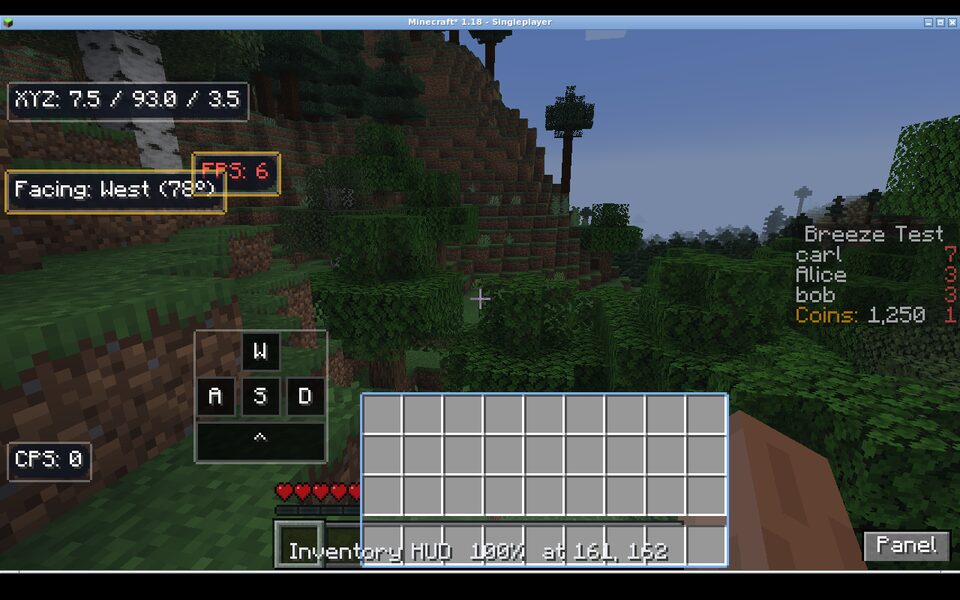 Minecraft* 1.18 - Singleplayer
XYZ: 7.5 / 93.0 / 3.5
FPS: 6
Facing: West (78º)
Breeze Test
carl 7
Alice 3
bob 3
Coins: 1,250 1
W
A S D
^
CPS: 0
Inventory HUD 100% at 161, 162
Panel